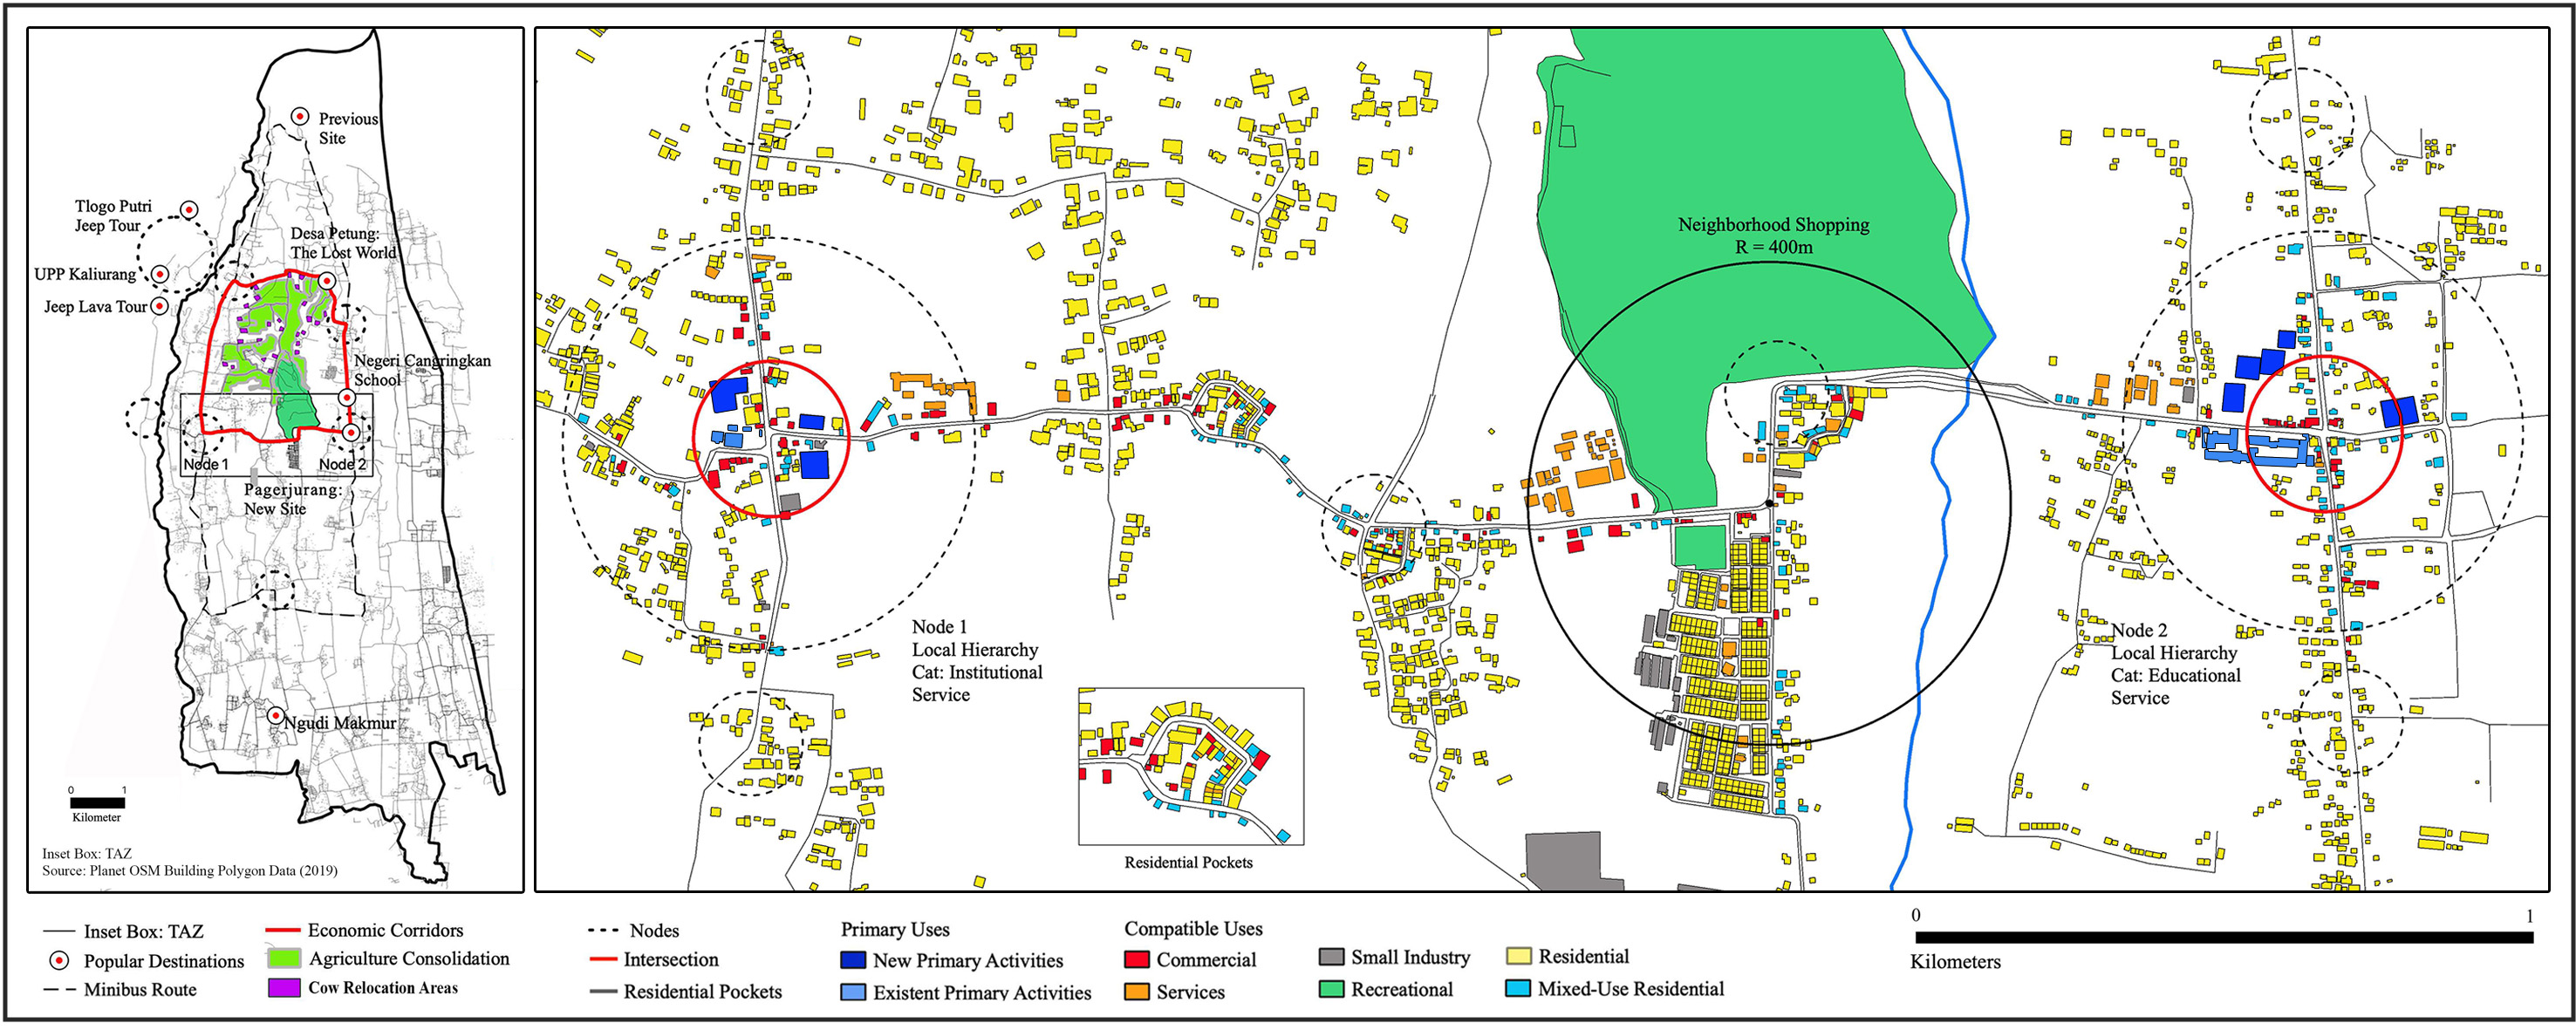 Previous
Site
Tlogo Putri
Jeep Tour
Desa Petung:
The Lost World
UPP Kaliurang
Jeep Lava Tour
Negeri Cangringkan
School
Node 1
Node 2
Pagerjurang:
New Site
Ngudi Makmur
0 1
Kilometer
Inset Box: TAZ
Source: Planet OSM Building Polygon Data (2019)
Neighborhood Shopping
R = 400m
Node 1
Local Hierarchy
Cat: Institutional
Service
Node 2
Local Hierarchy
Cat: Educational
Service
Residential Pockets
Inset Box: TAZ
Popular Destinations
Minibus Route
Economic Corridors
Agriculture Consolidation
Cow Relocation Areas
Nodes
Intersection
Residential Pockets
Primary Uses
New Primary Activities
Existent Primary Activities
Compatible Uses
Commercial
Services
Small Industry
Recreational
Residential
Mixed-Use Residential
0 1
Kilometers